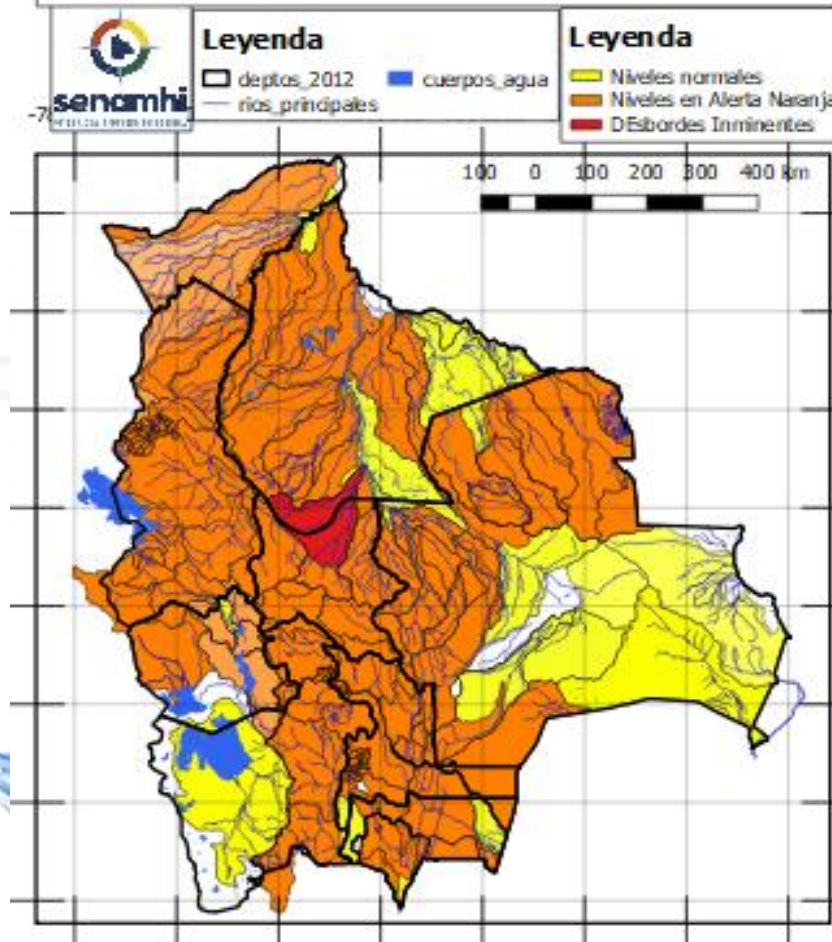 senamhi
Leyenda
deptos_2012
cuerpos_agua
rios_principales
Leyenda
Niveles normales
Niveles en Alerta Naranja
DEsbordes Inminentes
100 0 100 200 300 400 km